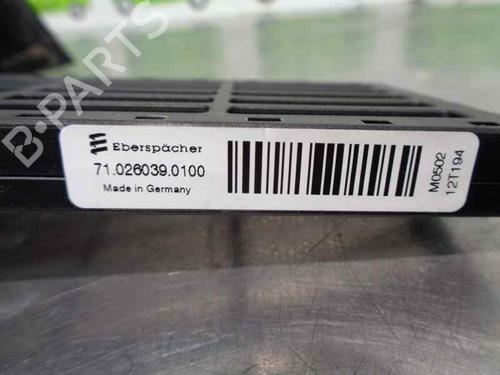 B-PARTS
Eberspächer
71.026039.0100
Made in Germany
M0502
12T194